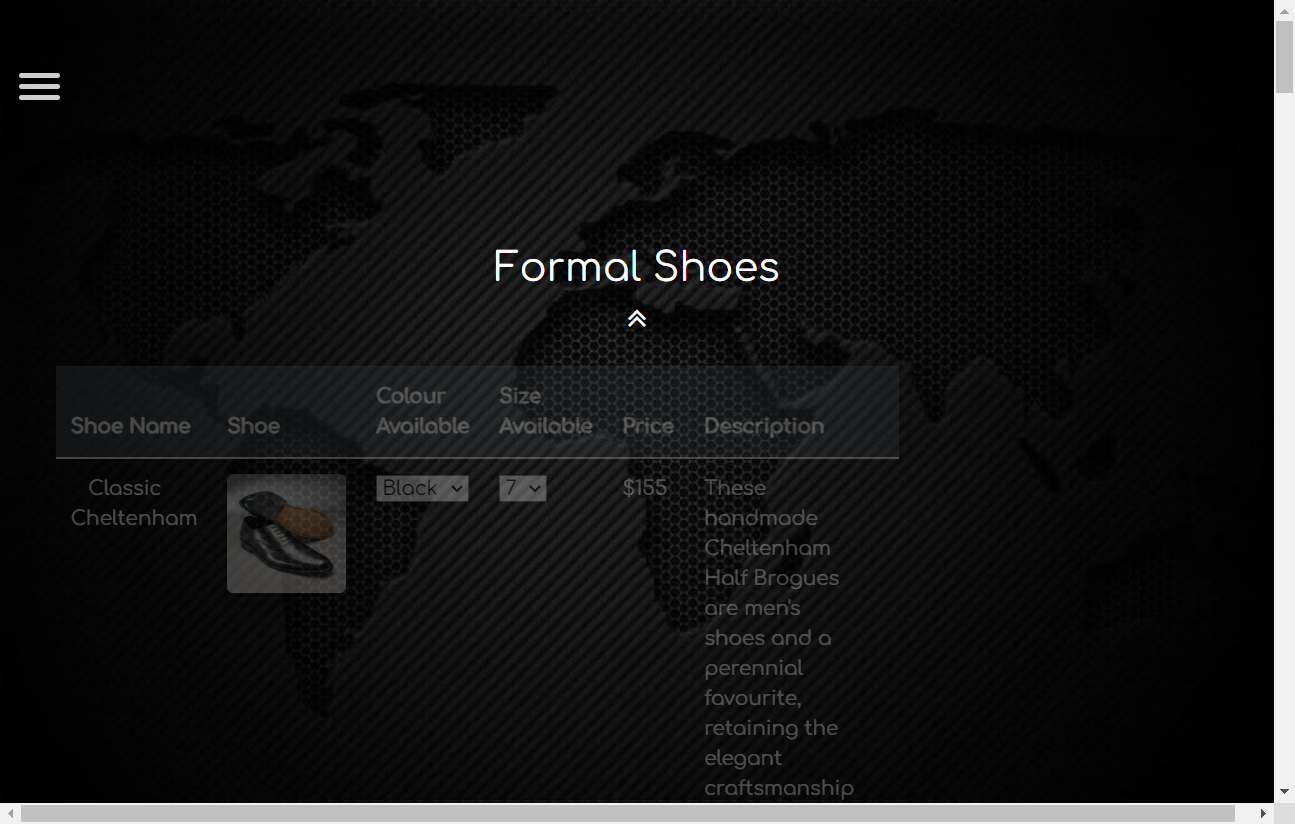 Formal Shoes
Shoe Name Shoe Colour Available Size Available Price Description
Classic Cheltenham
Black
7
$155
These
handmade
Cheltenham
Half Brogues
are men's
shoes and a
perennial
favourite,
retaining the
elegant
craftsmanship